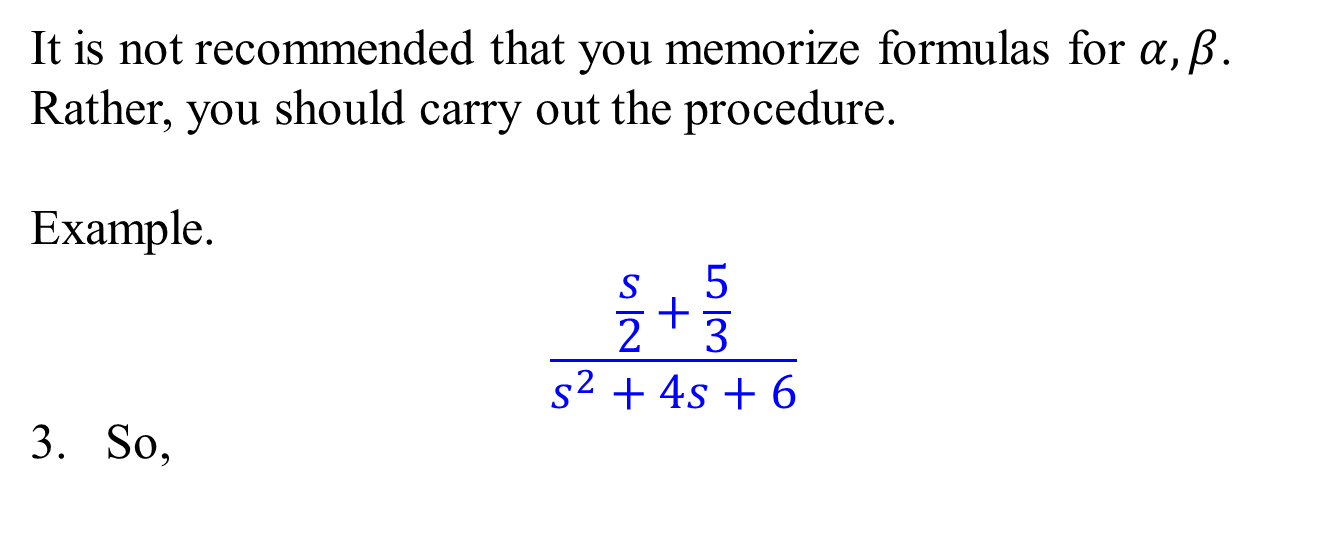 It is not recommended that you memorize formulas for α, β.
Rather, you should carry out the procedure.
Example.
s/2 + 5/3
s² + 4s + 6
3. So,